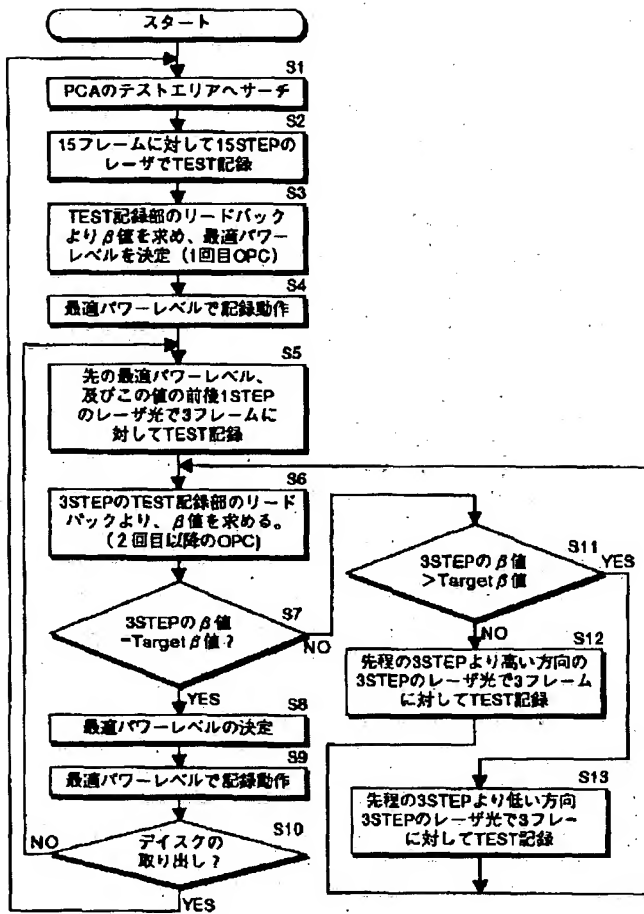 スタート
S1
PCAのテストエリアへサーチ
S2
15フレームに対して15STEPの
レーザでTEST記録
S3
TEST記録部のリードバック
よりβ値を求め、最適パワー
レベルを決定（1回目OPC）
S4
最適パワーレベルで記録動作
S5
先の最適パワーレベル、
及びこの値の前後1STEP
のレーザ光で3フレームに
対してTEST記録
S6
3STEPのTEST記録部のリード
バックより、β値を求める。
（2回目以降のOPC)
S7
3STEPのβ値
=Targetβ値？
NO
YES
S8
最適パワーレベルの決定
S9
最適パワーレベルで記録動作
S10
ディスクの
取り出し？
NO
YES
S11
3STEPのβ値
>Targetβ値
YES
NO
S12
先程の3STEPより高い方向の
3STEPのレーザ光で3フレーム
に対してTEST記録
S13
先程の3STEPより低い方向
3STEPのレーザ光で3フレー
に対してTEST記録